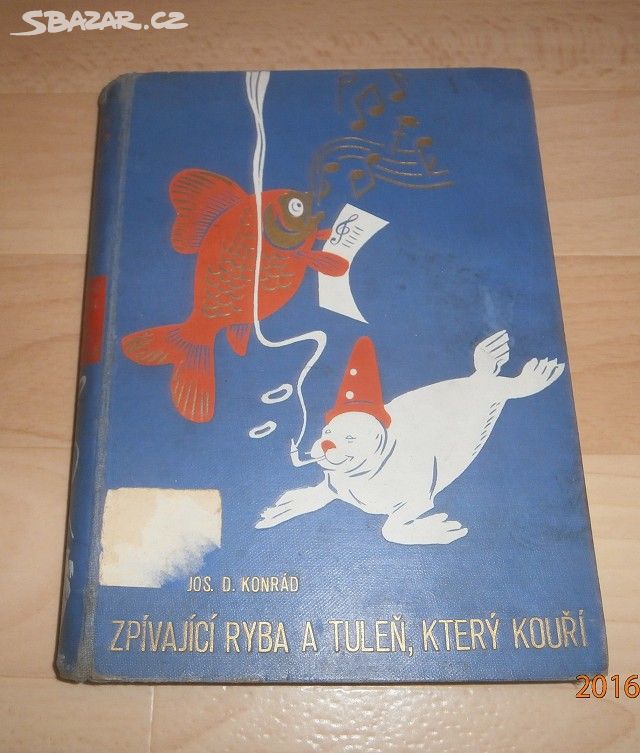 SBAZAR.CZ
JOS. D. KONRÁD
ZPÍVAJÍCÍ RYBA A TULEŇ, KTERÝ KOUŘÍ
2016